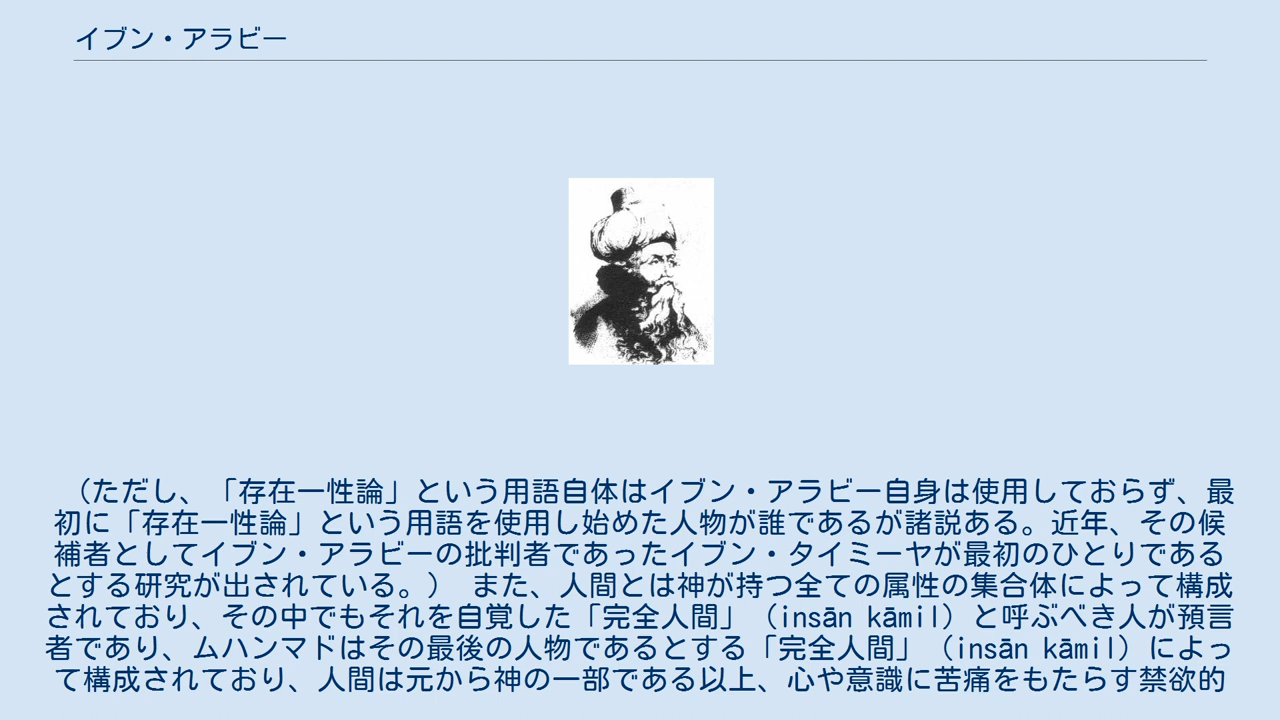 イブン・アラビー
（ただし、「存在一性論」という用語自体はイブン・アラビー自身は使用しておらず、最
初に「存在一性論」という用語を使用し始めた人物が誰であるが諸説ある。近年、その候
補者としてイブン・アラビーの批判者であったイブン・タイミーヤが最初のひとりである
とする研究が出されている。） また、人間とは神が持つ全ての属性の集合体によって構成
されており、その中でもそれを自覚した「完全人間」（insān kāmil）と呼ぶべき人が預言
者であり、ムハンマドはその最後の人物であるとする「完全人間」（insān kāmil）によっ
て構成されており、人間は元から神の一部である以上、心や意識に苦痛をもたらす禁欲的